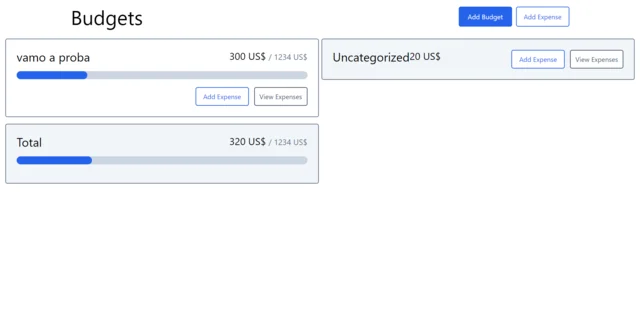 Budgets
Add Budget
Add Expense
vamo a proba
300 US$ / 1234 US$
Add Expense
View Expenses
Uncategorized20 US$
Add Expense
View Expenses
Total
320 US$ / 1234 US$